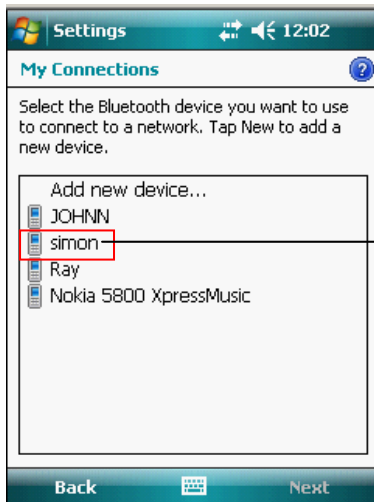 Settings 12:02
My Connections ?
Select the Bluetooth device you want to use
to connect to a network. Tap New to add a
new device.
Add new device...
JOHNN
simon
Ray
Nokia 5800 XpressMusic
Back Next